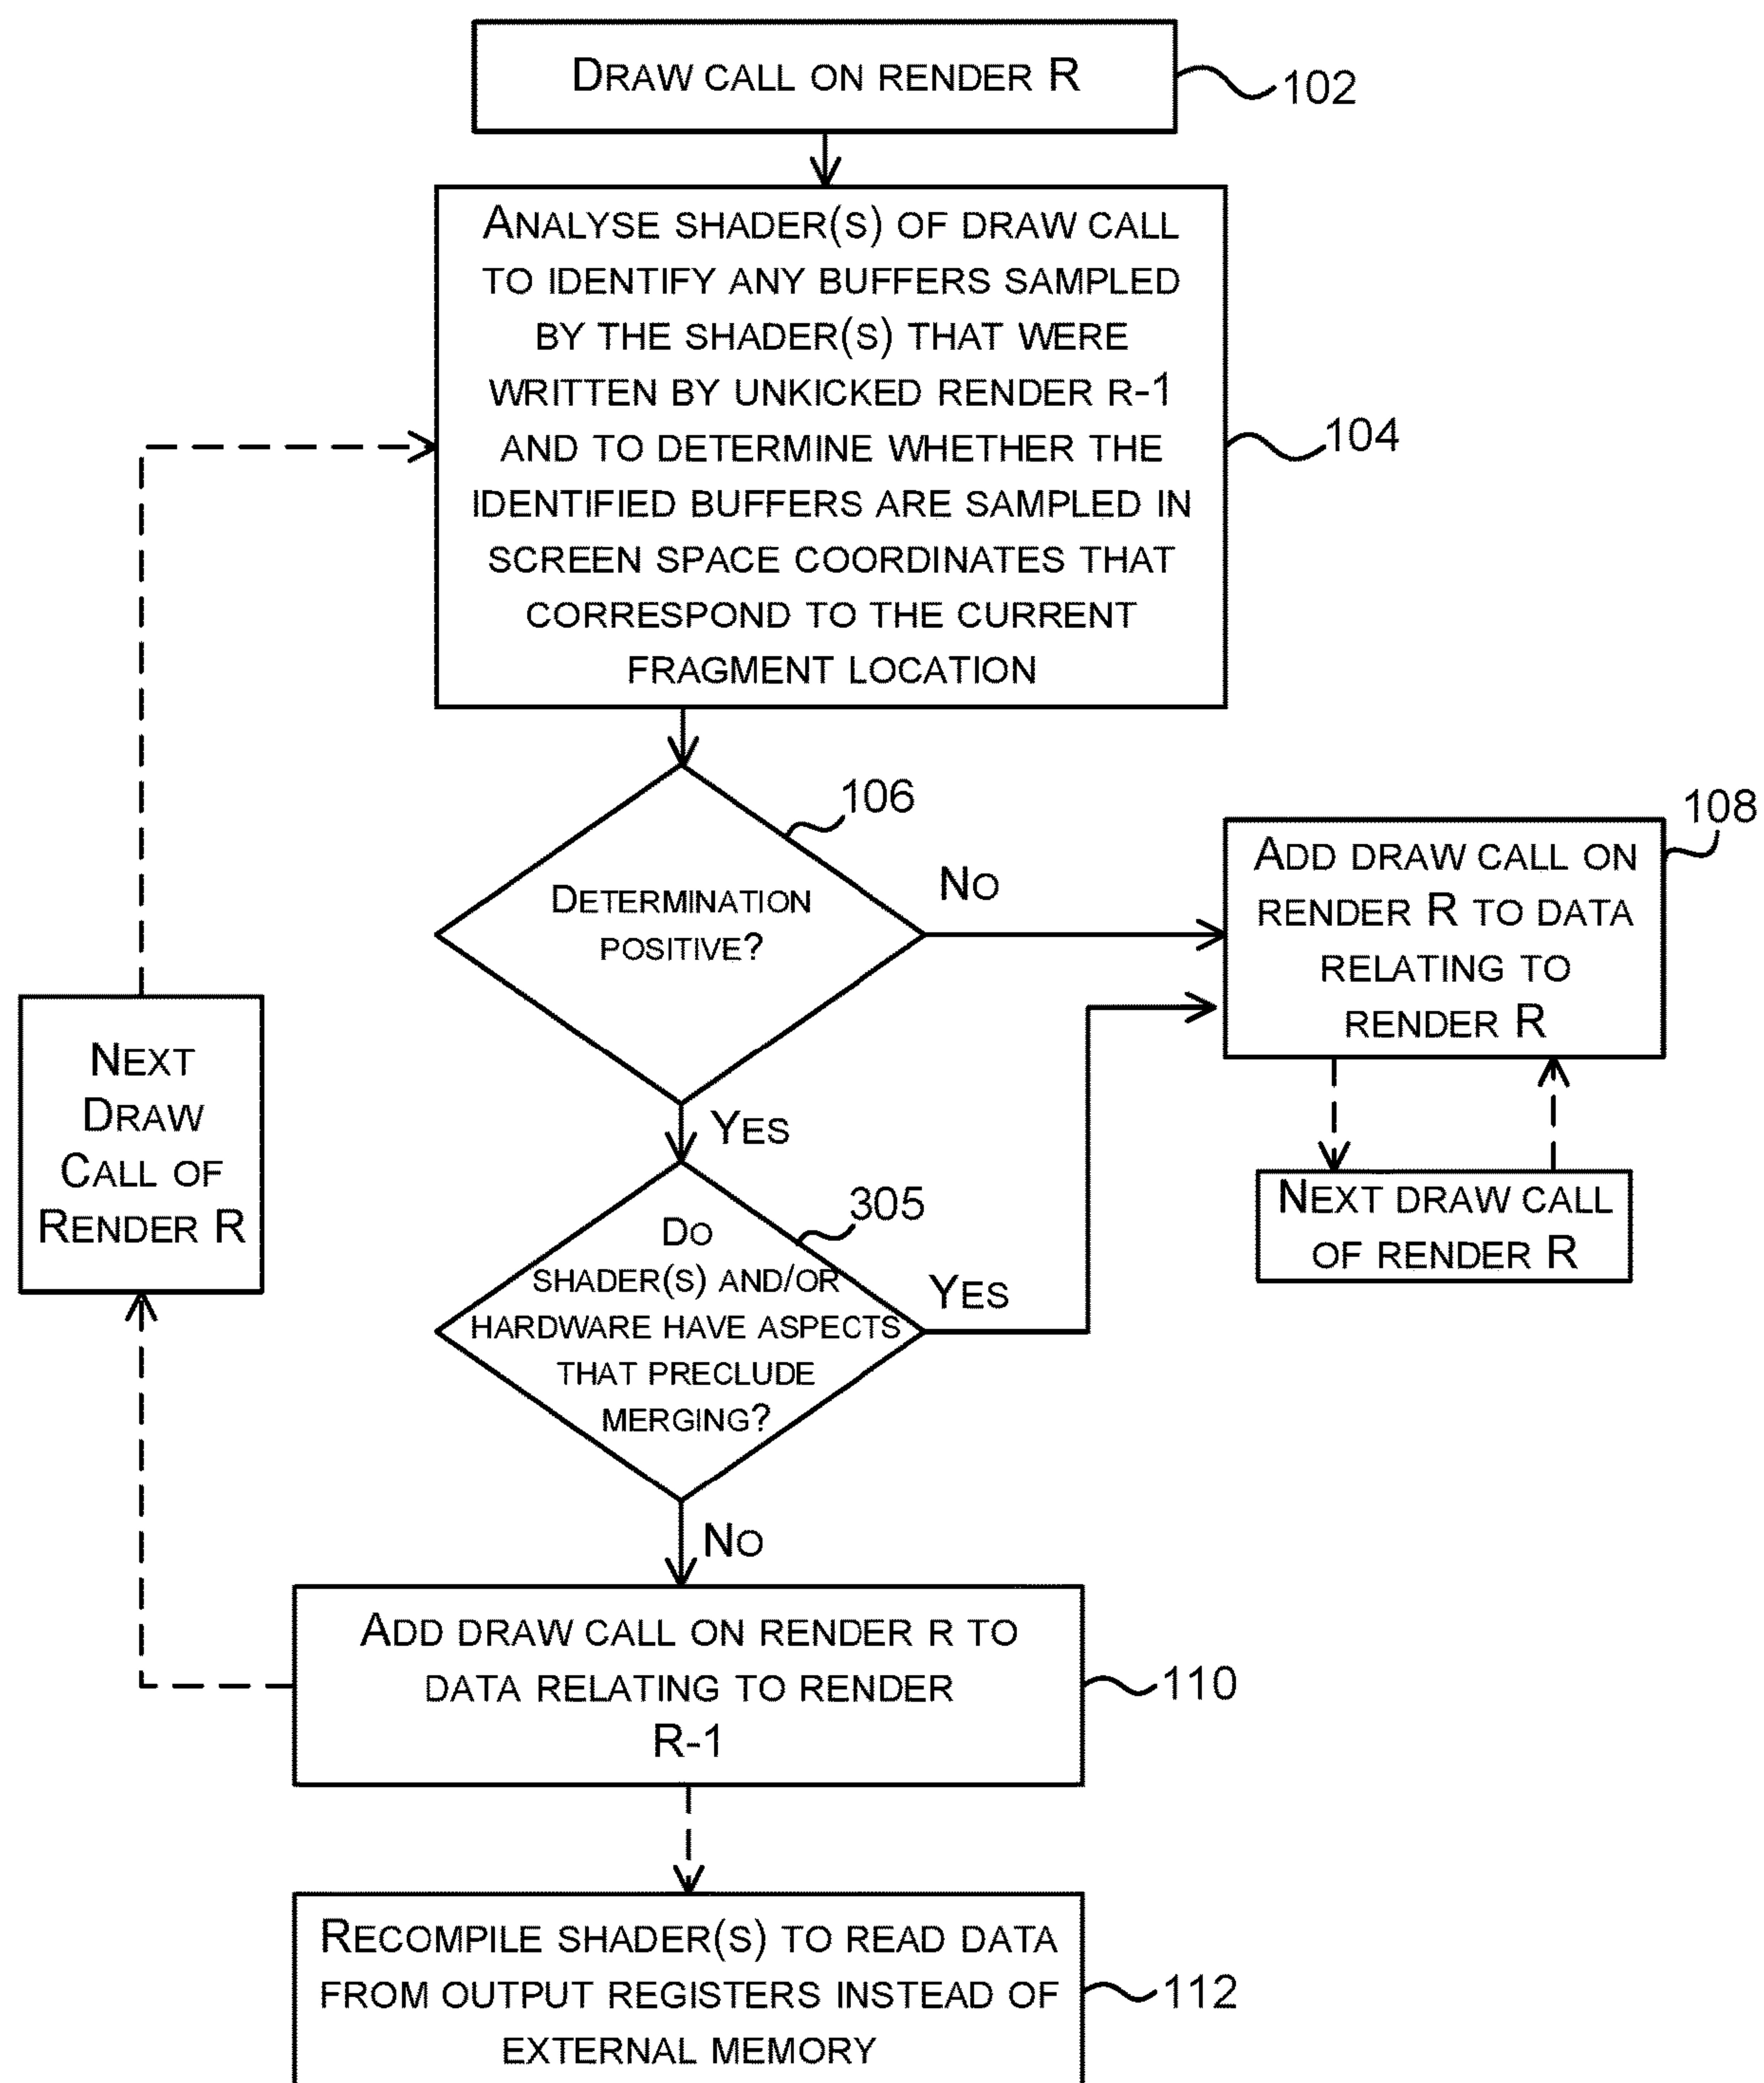 DRAW CALL ON RENDER R
102
ANALYSE SHADER(S) OF DRAW CALL
TO IDENTIFY ANY BUFFERS SAMPLED
BY THE SHADER(S) THAT WERE
WRITTEN BY UNKICKED RENDER R-1
AND TO DETERMINE WHETHER THE
IDENTIFIED BUFFERS ARE SAMPLED IN
SCREEN SPACE COORDINATES THAT
CORRESPOND TO THE CURRENT
FRAGMENT LOCATION
104
DETERMINATION
POSITIVE?
106
NO
ADD DRAW CALL ON
RENDER R TO DATA
RELATING TO
RENDER R
108
NEXT DRAW CALL
OF RENDER R
YES
DO
SHADER(S) AND/OR
HARDWARE HAVE ASPECTS
THAT PRECLUDE
MERGING?
305
YES
NO
NEXT
DRAW
CALL OF
RENDER R
ADD DRAW CALL ON RENDER R TO
DATA RELATING TO RENDER
R-1
110
RECOMPILE SHADER(S) TO READ DATA
FROM OUTPUT REGISTERS INSTEAD OF
EXTERNAL MEMORY
112